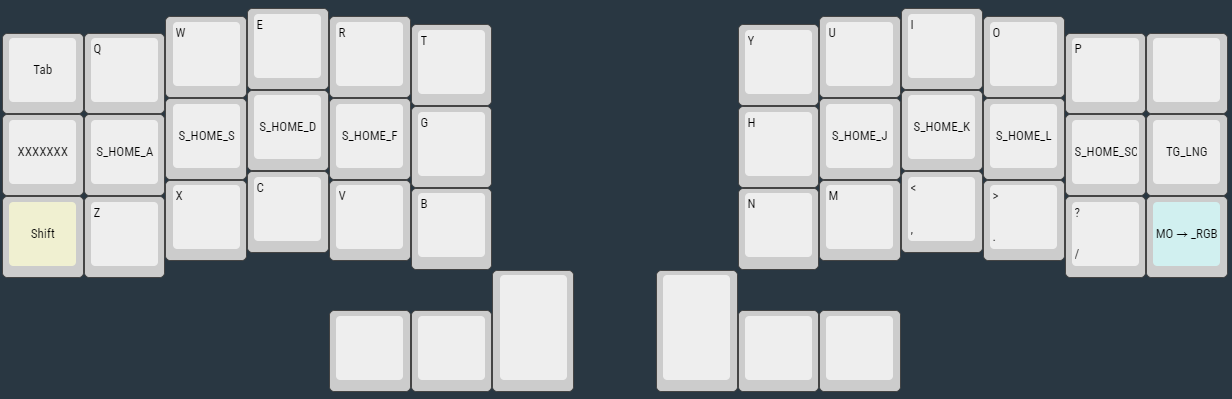 Tab Q W E R T Y U I O P
XXXXXXX S_HOME_A S_HOME_S S_HOME_D S_HOME_F G H S_HOME_J S_HOME_K S_HOME_L S_HOME_SC TG_LNG
Shift Z X C V B N M < > ? MO → _RGB
, . /